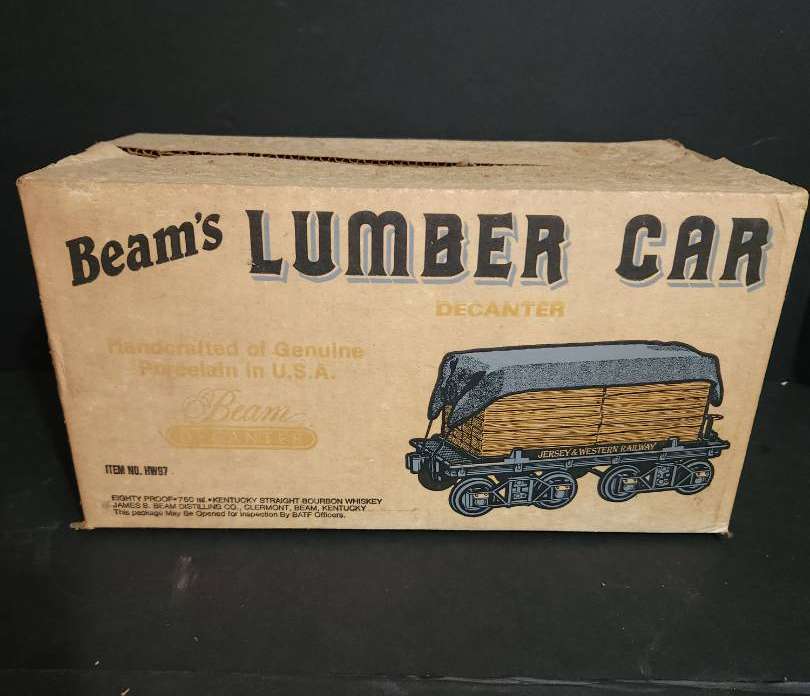 Beam's LUMBER CAR
DECANTER
Handcrafted of Genuine
Porcelain in U.S.A.
Beam
DECANTER
ITEM NO. HW97
EIGHTY PROOF•750 ml.•KENTUCKY STRAIGHT BOURBON WHISKEY
JAMES B. BEAM DISTILLING CO., CLERMONT, BEAM, KENTUCKY
This package May Be Opened for Inspection By BATF Officers.
JERSEY & WESTERN RAILWAY